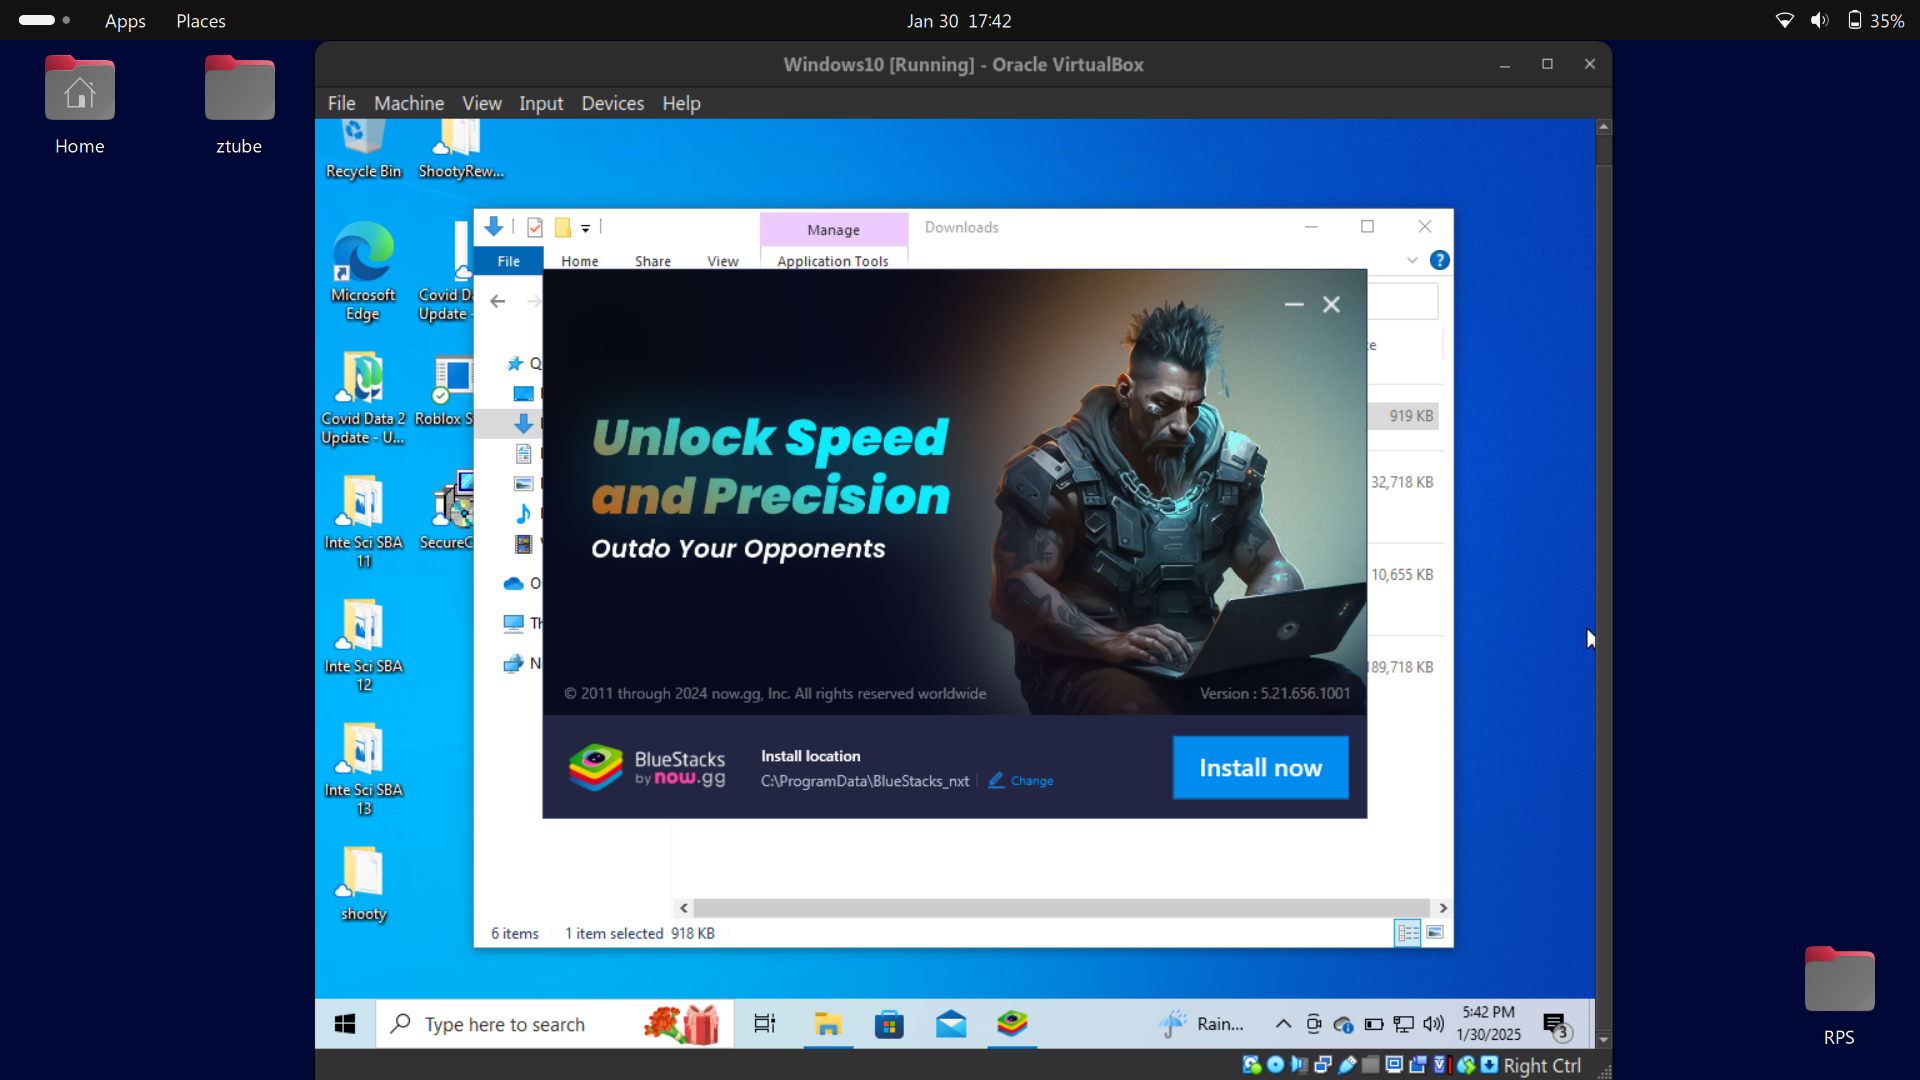 Apps Places Jan 30 17:42 35%
Home
ztube
Windows10 [Running] - Oracle VirtualBox
File Machine View Input Devices Help
Recycle Bin
ShootyRew...
Microsoft
Edge
Covid Da
Update -
Covid Data 2
Update - U...
Roblox S
Inte Sci SBA
11
SecureC
Inte Sci SBA
12
Inte Sci SBA
13
shooty
Manage
Downloads
File Home Share View Application Tools
919 KB
32,718 KB
10,655 KB
189,718 KB
Unlock Speed
and Precision
Outdo Your Opponents
© 2011 through 2024 now.gg, Inc. All rights reserved worldwide
Version : 5.21.656.1001
BlueStacks
by now.gg
Install location
C:\ProgramData\BlueStacks_nxt
Change
Install now
6 items 1 item selected 918 KB
Type here to search
Rain...
5:42 PM
1/30/2025
3
Right Ctrl
RPS